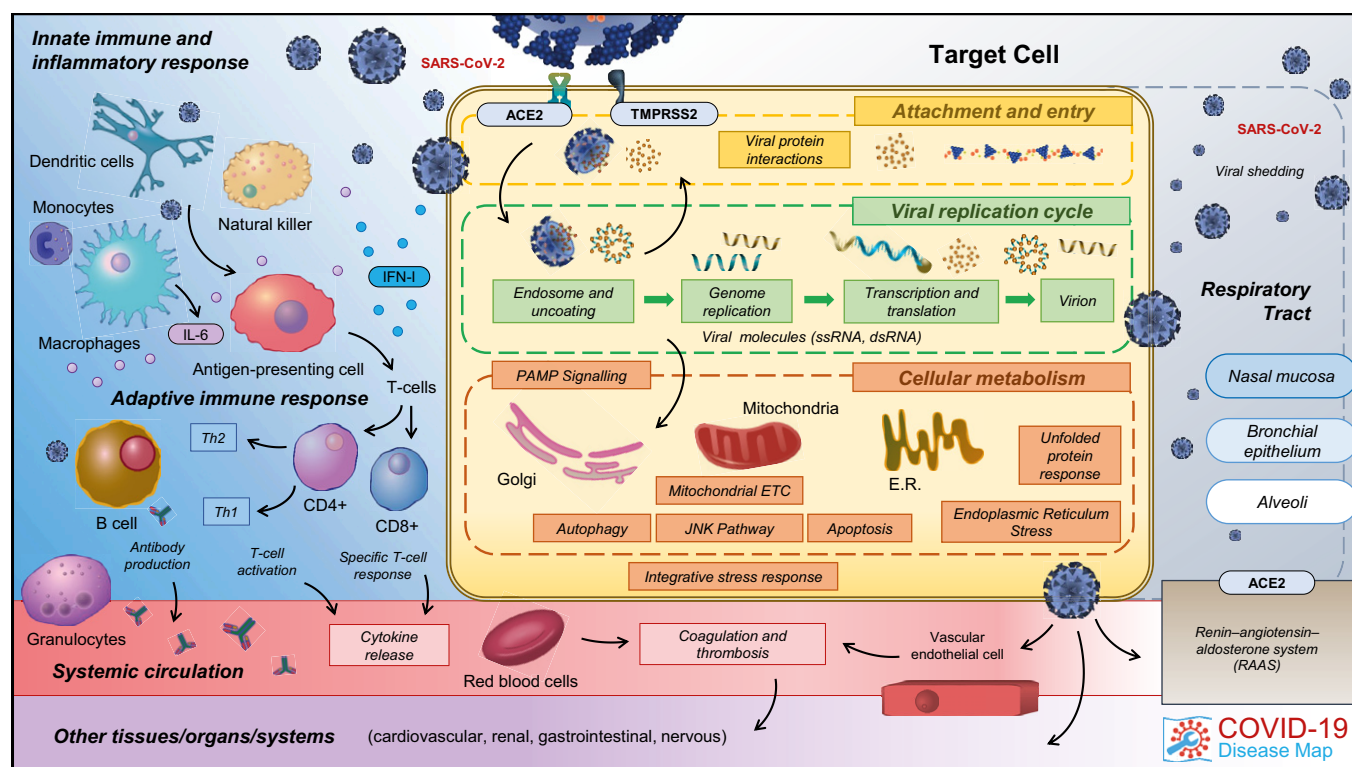 Innate immune and
inflammatory response
SARS-CoV-2
Target Cell
ACE2
TMPRSS2
Attachment and entry
Viral protein
interactions
SARS-CoV-2
Viral shedding
Dendritic cells
Monocytes
Natural killer
IFN-I
Viral replication cycle
Endosome and
uncoating
Genome
replication
Transcription and
translation
Virion
Viral molecules (ssRNA, dsRNA)
Respiratory
Tract
Macrophages
IL-6
Antigen-presenting cell
T-cells
Adaptive immune response
PAMP Signalling
Cellular metabolism
Mitochondria
Golgi
E.R.
Unfolded
protein
response
Mitochondrial ETC
Autophagy
JNK Pathway
Apoptosis
Endoplasmic Reticulum
Stress
Integrative stress response
Nasal mucosa
Bronchial
epithelium
Alveoli
Th2
Th1
CD4+
CD8+
B cell
Antibody
production
T-cell
activation
Specific T-cell
response
Granulocytes
Systemic circulation
Cytokine
release
Red blood cells
Coagulation and
thrombosis
Vascular
endothelial cell
ACE2
Renin–angiotensin–
aldosterone system
(RAAS)
Other tissues/organs/systems (cardiovascular, renal, gastrointestinal, nervous)
COVID-19
Disease Map